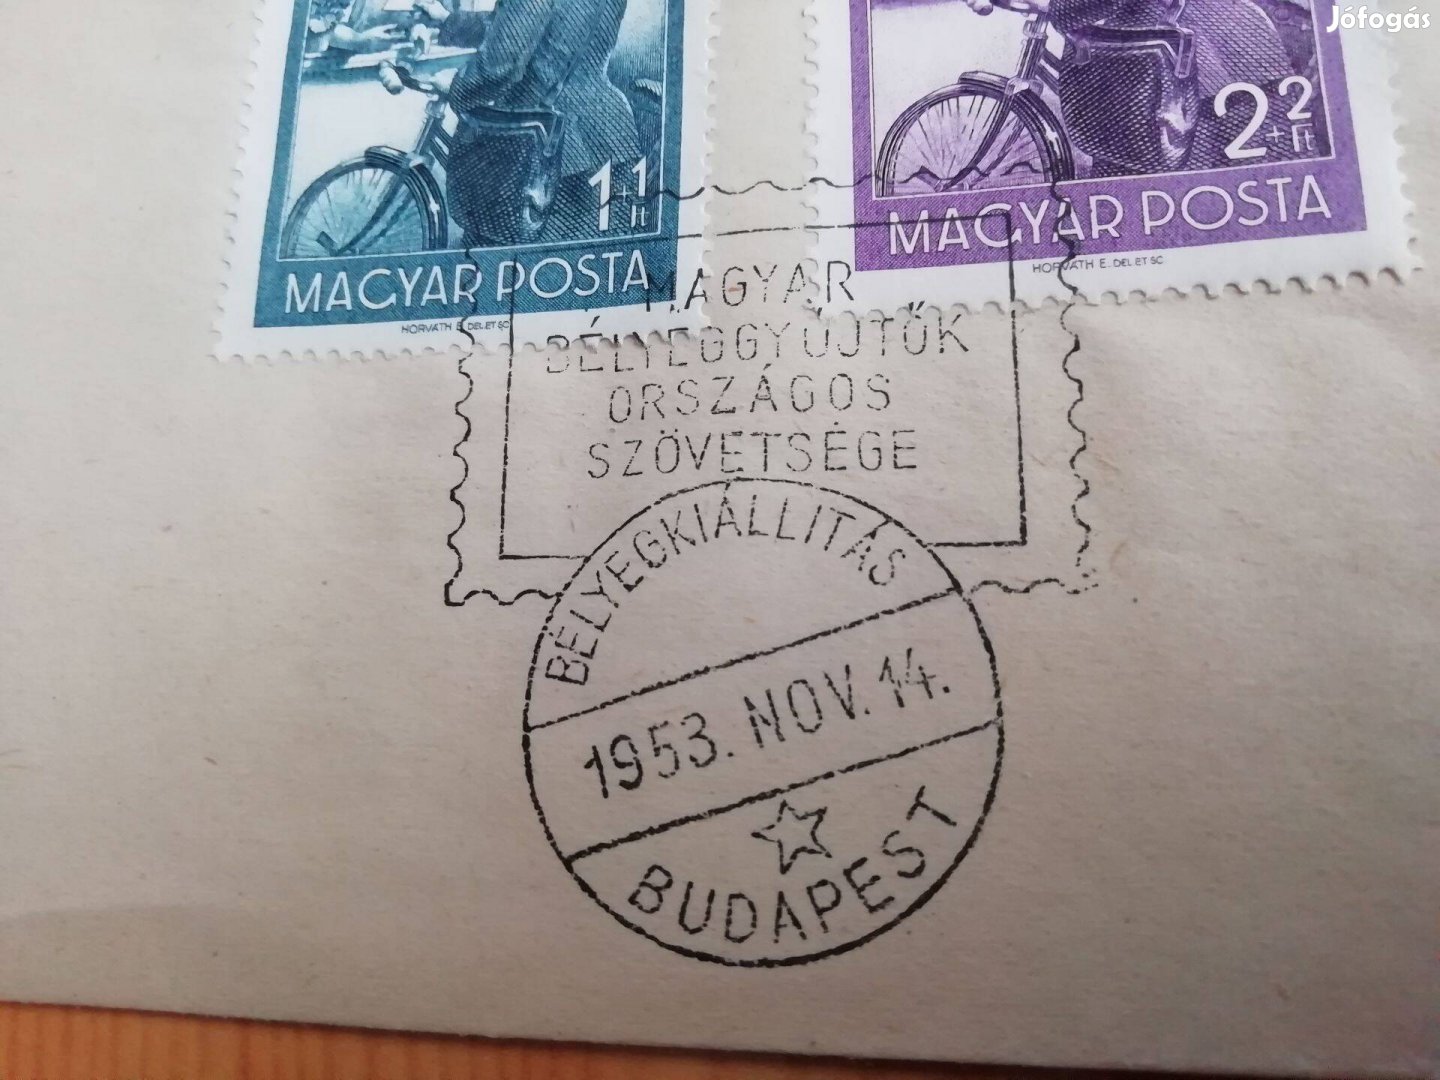 Jófogás
1+1 Ft
MAGYAR POSTA
HORVÁTH E. DEL ET SC
2+2 Ft
MAGYAR POSTA
HORVÁTH E. DEL ET SC
MAGYAR
BÉLYEGGYŰJTŐK
ORSZÁGOS
SZÖVETSÉGE
BÉLYEGKIÁLLITÁS
1953. NOV. 14.
BUDAPEST